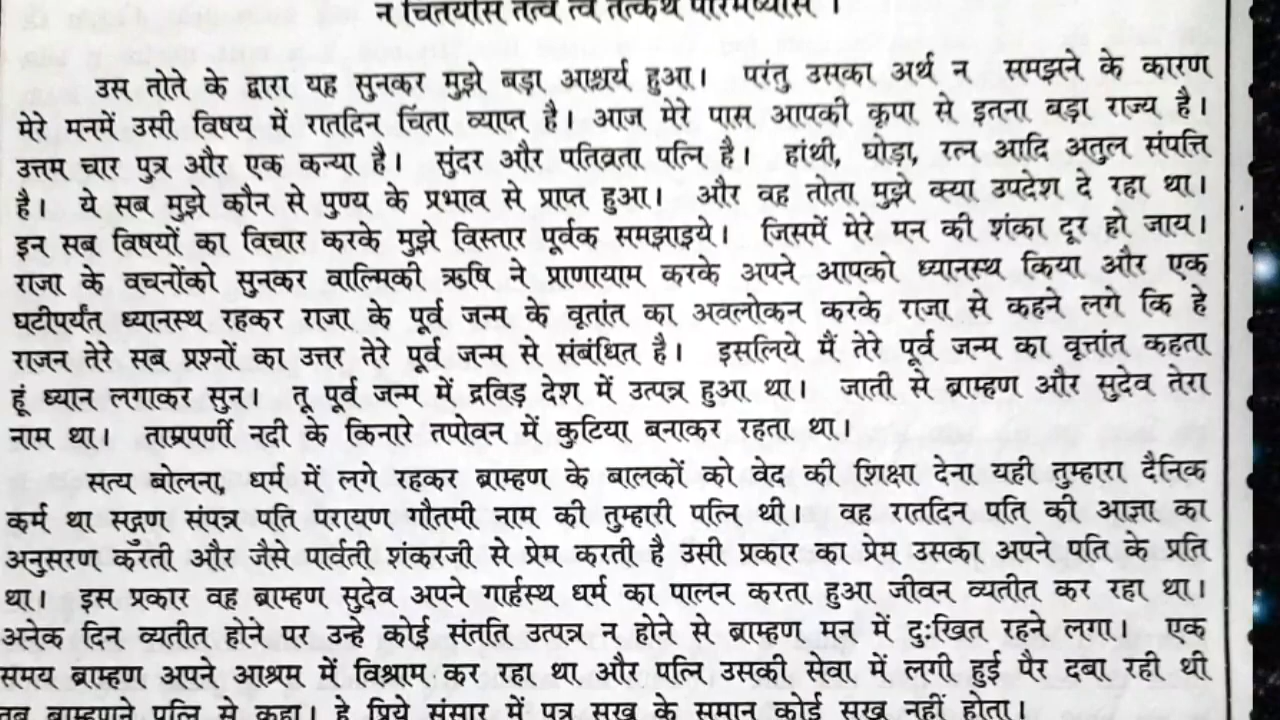 न चिंतयसि तत्वं त्वं तत्कथं पारमेष्यसि ।
उस तोते के द्वारा यह सुनकर मुझे बड़ा आश्चर्य हुआ। परंतु उसका अर्थ न समझने के कारण
मेरे मनमें उसी विषय में रातदिन चिंता व्याप्त है। आज मेरे पास आपकी कृपा से इतना बड़ा राज्य है।
उत्तम चार पुत्र और एक कन्या है। सुंदर और पतिव्रता पत्नि है। हांथी, घोड़ा, रत्न आदि अतुल संपत्ति
है। ये सब मुझे कौन से पुण्य के प्रभाव से प्राप्त हुआ। और वह तोता मुझे क्या उपदेश दे रहा था।
इन सब विषयों का विचार करके मुझे विस्तार पूर्वक समझाइये। जिसमें मेरे मन की शंका दूर हो जाय।
राजा के वचनोंको सुनकर वाल्मिकी ऋषि ने प्राणायाम करके अपने आपको ध्यानस्थ किया और एक
घटीपर्यंत ध्यानस्थ रहकर राजा के पूर्व जन्म के वृतांत का अवलोकन करके राजा से कहने लगे कि हे
राजन तेरे सब प्रश्नों का उत्तर तेरे पूर्व जन्म से संबंधित है। इसलिये मैं तेरे पूर्व जन्म का वृत्तांत कहता
हूं ध्यान लगाकर सुन। तू पूर्व जन्म में द्रविड़ देश में उत्पन्न हुआ था। जाती से ब्राम्हण और सुदेव तेरा
नाम था। ताम्रपर्णी नदी के किनारे तपोवन में कुटिया बनाकर रहता था।
सत्य बोलना, धर्म में लगे रहकर ब्राम्हण के बालकों को वेद की शिक्षा देना यही तुम्हारा दैनिक
कर्म था सद्गुण संपन्न पति परायण गौतमी नाम की तुम्हारी पत्नि थी। वह रातदिन पति की आज्ञा का
अनुसरण करती और जैसे पार्वती शंकरजी से प्रेम करती है उसी प्रकार का प्रेम उसका अपने पति के प्रति
था। इस प्रकार वह ब्राम्हण सुदेव अपने गार्हस्थ धर्म का पालन करता हुआ जीवन व्यतीत कर रहा था।
अनेक दिन व्यतीत होने पर उन्हे कोई संतति उत्पन्न न होने से ब्राम्हण मन में दुःखित रहने लगा। एक
समय ब्राम्हण अपने आश्रम में विश्राम कर रहा था और पत्नि उसकी सेवा में लगी हुई पैर दबा रही थी
तब ब्राम्हणने पत्नि से कहा। हे प्रिये संसार में पुत्र सुख के समान कोई सुख नहीं होता।